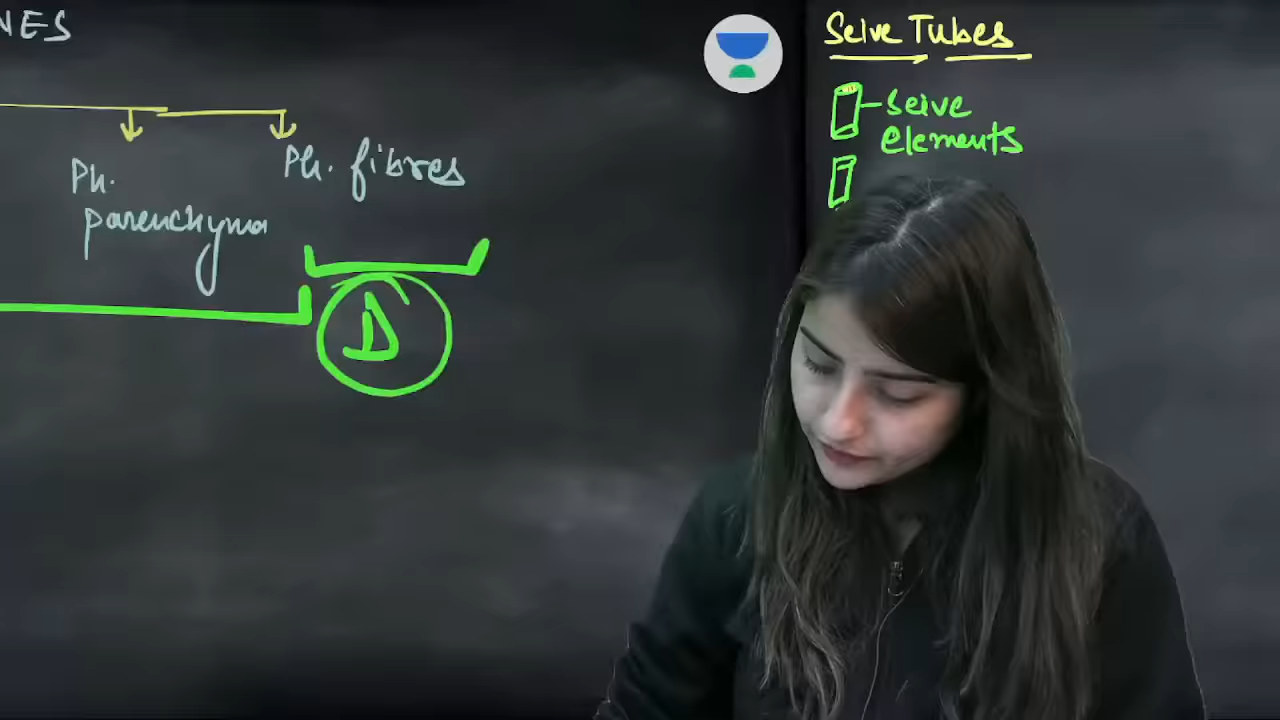 NES
Ph.
parenchyma
Ph. fibres
D
Seive Tubes
Seive
elements